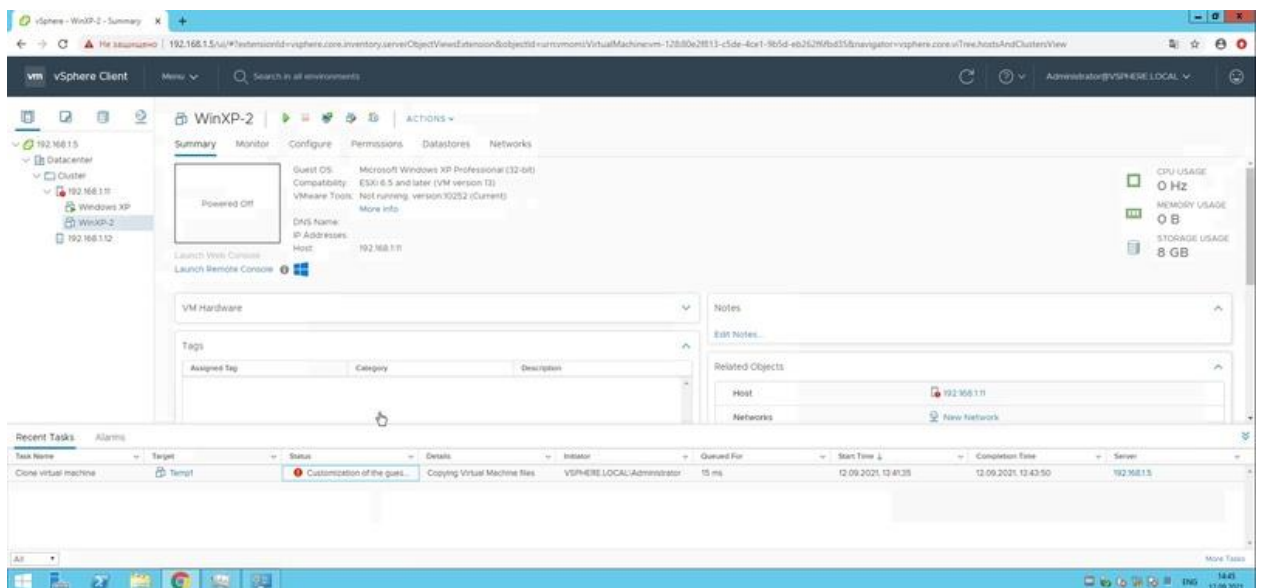 vSphere - WinXP-2 - Summary
Не защищено
192.168.1.5/ui/#?extensionId=vsphere.core.inventory.serverObjectViewsExtension&objectId=urn:vmomi:VirtualMachine:vm-128:
vm vSphere Client Menu Search in all environments Administrator@VSPHERE.LOCAL
WinXP-2 ACTIONS
192.168.1.5
Datacenter
Cluster
192.168.1.11
Windows XP
WinXP-2
192.168.1.12
Summary Monitor Configure Permissions Datastores Networks
Powered Off
Launch Web Console
Launch Remote Console
Guest OS: Microsoft Windows XP Professional (32-bit)
Compatibility: ESXi 6.5 and later (VM version 13)
VMware Tools: Not running, version:10252 (Current)
More info
DNS Name:
IP Addresses:
Host: 192.168.1.11
CPU USAGE
0 Hz
MEMORY USAGE
0 B
STORAGE USAGE
8 GB
VM Hardware
Tags
Assigned Tag Category Description
Notes
Edit Notes...
Related Objects
Host 192.168.1.11
Networks New Network
Recent Tasks Alarms
Task Name Target Status Details Initiator Queued For Start Time Completion Time Server
Clone virtual machine Temp1 Customization of the gues... Copying Virtual Machine files VSPHERE.LOCAL\Administrator 15 ms 12.09.2021, 13:41:35 12.09.2021, 13:43:50 192.168.1.5
All More Tasks
ENG 14:45
12.09.2021